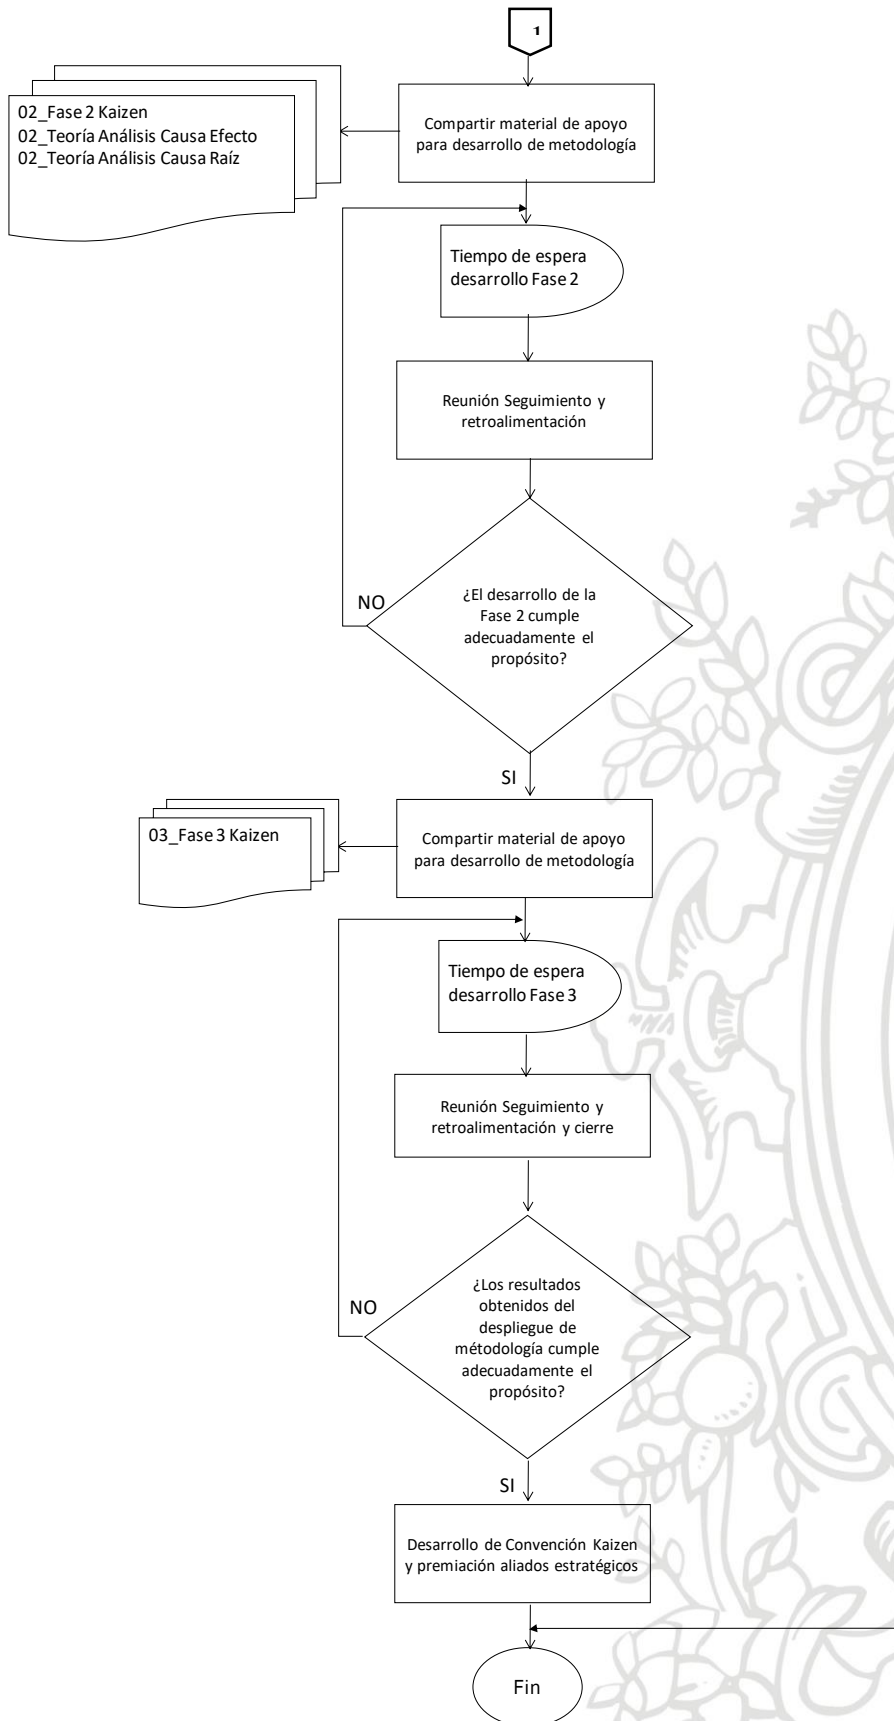 1
Compartir material de apoyo
para desarrollo de metodología
02_Fase 2 Kaizen
02_Teoría Análisis Causa Efecto
02_Teoría Análisis Causa Raíz
Tiempo de espera
desarrollo Fase 2
Reunión Seguimiento y
retroalimentación
¿El desarrollo de la
Fase 2 cumple
adecuadamente el
propósito?
NO
SI
Compartir material de apoyo
para desarrollo de metodología
03_Fase 3 Kaizen
Tiempo de espera
desarrollo Fase 3
Reunión Seguimiento y
retroalimentación y cierre
¿Los resultados
obtenidos del
despliegue de
métodología cumple
adecuadamente el
propósito?
NO
SI
Desarrollo de Convención Kaizen
y premiación aliados estratégicos
Fin